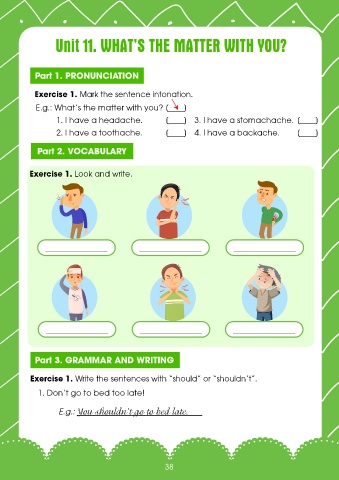 Unit 11. WHAT'S THE MATTER WITH YOU?
Part 1. PRONUNCIATION
Exercise 1. Mark the sentence intonation.
E.g.: What's the matter with you? (___)
1. I have a headache. (____) 3. I have a stomachache. (____)
2. I have a toothache. (____) 4. I have a backache. (____)
Part 2. VOCABULARY
Exercise 1. Look and write.
Part 3. GRAMMAR AND WRITING
Exercise 1. Write the sentences with "should" or "shouldn't".
1. Don't go to bed too late!
E.g.: You shouldn't go to bed late.
38